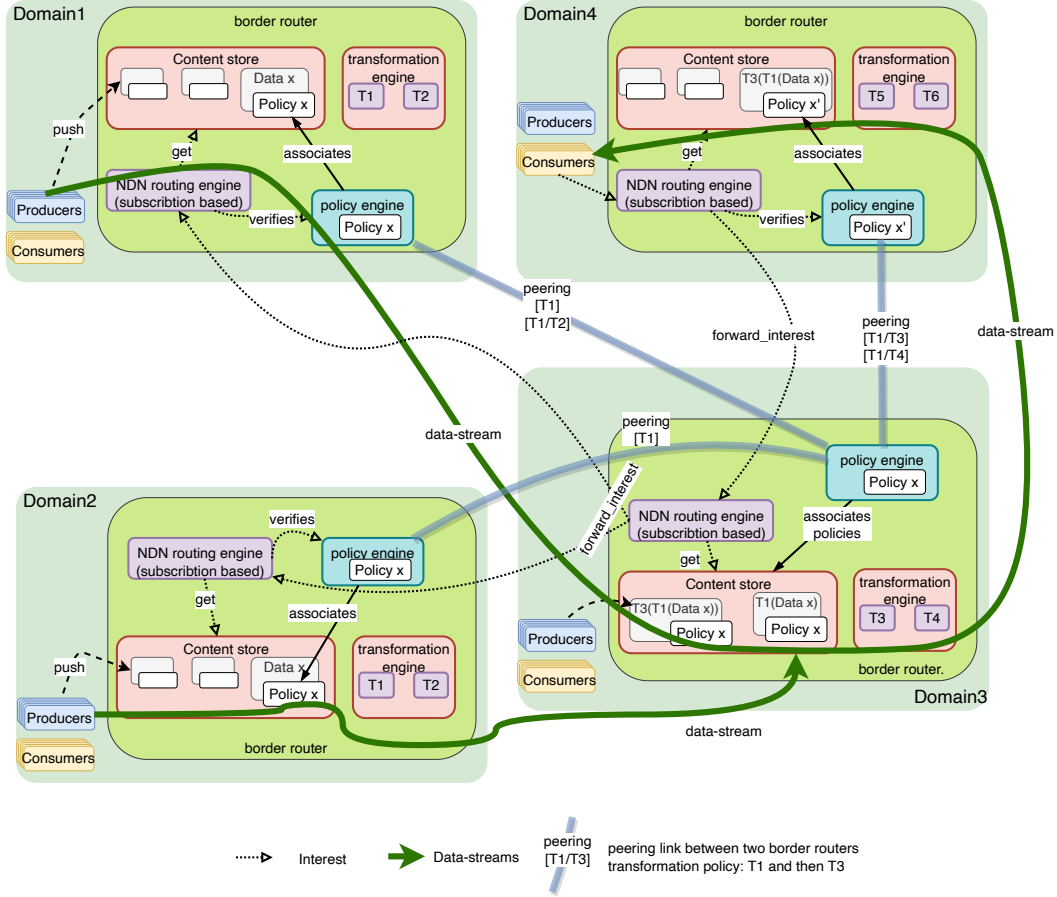 Domain1
border router
Content store
Data x
Policy x
transformation
engine
T1
T2
push
get
associates
NDN routing engine
(subscribtion based)
verifies
policy engine
Policy x
Producers
Consumers
Domain4
border router
Content store
T3(T1(Data x))
Policy x'
transformation
engine
T5
T6
Producers
Consumers
get
associates
NDN routing engine
(subscribtion based)
verifies
policy engine
Policy x'
peering
[T1]
[T1/T2]
forward_interest
peering
[T1/T3]
[T1/T4]
data-stream
data-stream
peering
[T1]
forward_interest
Domain2
verifies
NDN routing engine
(subscribtion based)
policy engine
Policy x
get
associates
Content store
Data x
Policy x
transformation
engine
T1
T2
push
Producers
Consumers
border router
policy engine
Policy x
NDN routing engine
(subscribtion based)
associates
policies
get
Content store
T3(T1(Data x))
Policy x
T1(Data x)
Policy x
transformation
engine
T3
T4
Producers
Consumers
border router.
Domain3
data-stream
Interest
Data-streams
peering
[T1/T3]
peering link between two border routers
transformation policy: T1 and then T3